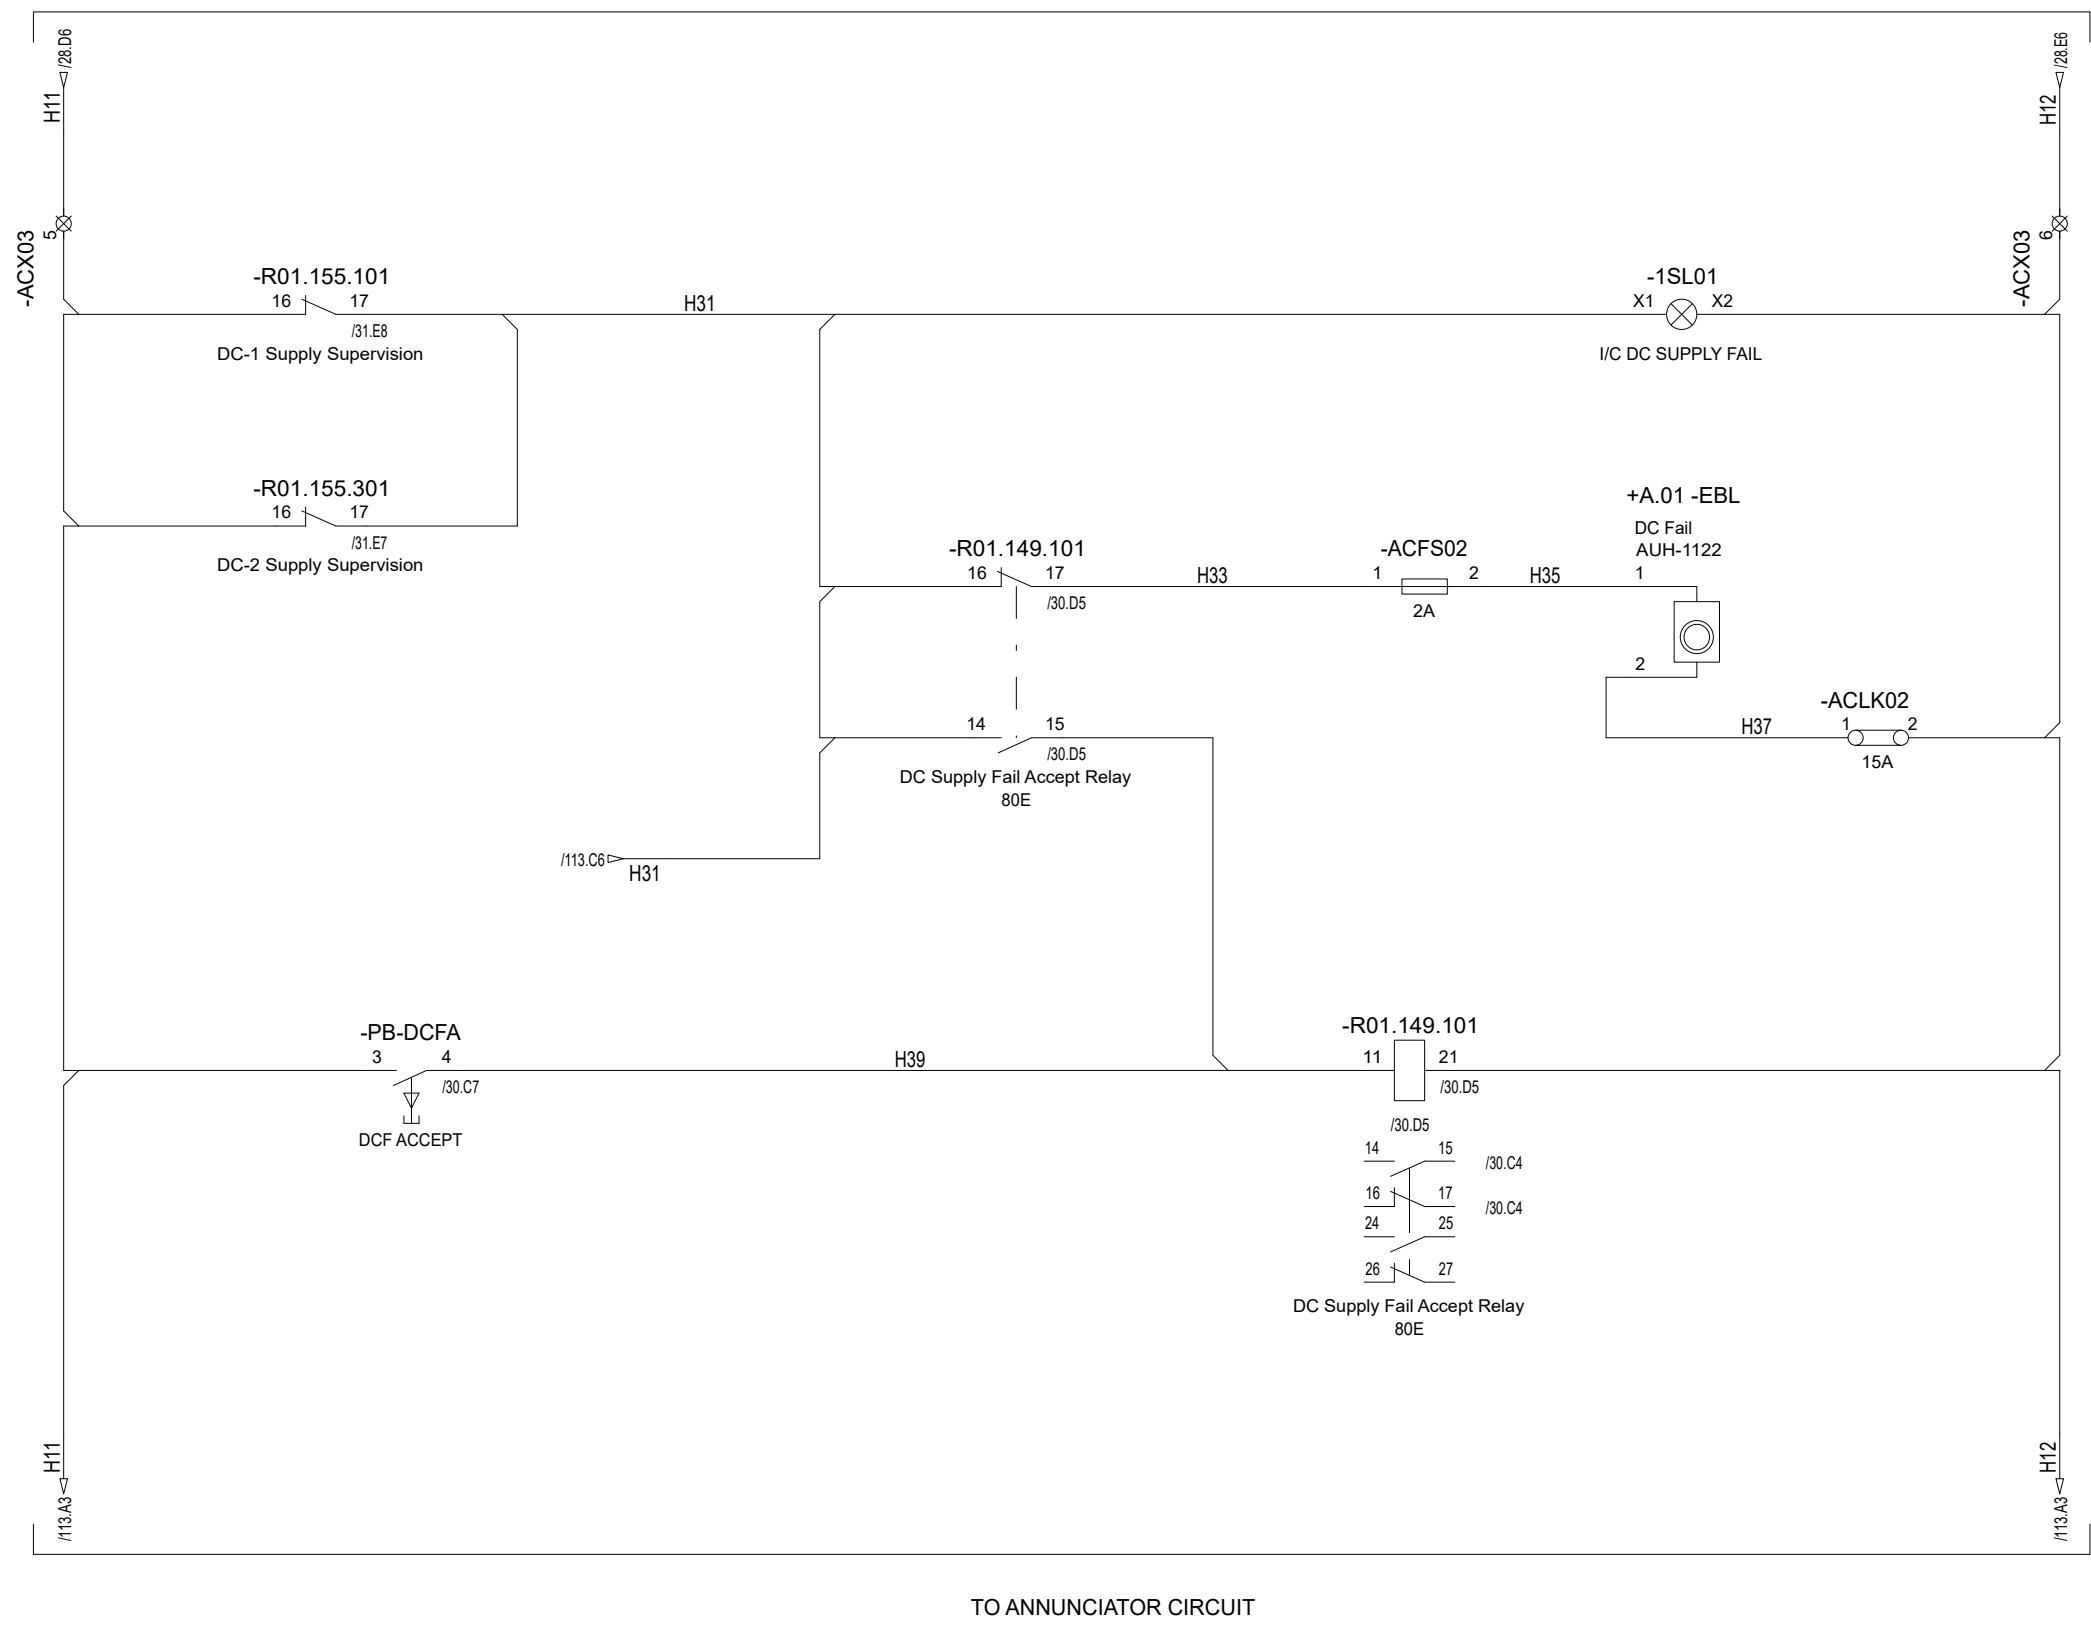 /28.D6
H11
/28.E6
H12
-ACX03
5
-ACX03
6
-R01.155.101
16 17
/31.E8
DC-1 Supply Supervision
H31
-1SL01
X1 X2
I/C DC SUPPLY FAIL
-R01.155.301
16 17
/31.E7
DC-2 Supply Supervision
-R01.149.101
16 17
/30.D5
H33
-ACFS02
1 2
2A
H35
+A.01 -EBL
DC Fail
AUH-1122
1
2
-ACLK02
H37
1 2
15A
14 15
/30.D5
DC Supply Fail Accept Relay
80E
/113.C6
H31
-PB-DCFA
3 4
/30.C7
DCF ACCEPT
H39
-R01.149.101
11 21
/30.D5
/30.D5
14 15 /30.C4
16 17 /30.C4
24 25
26 27
DC Supply Fail Accept Relay
80E
H11
/113.A3
H12
/113.A3
TO ANNUNCIATOR CIRCUIT